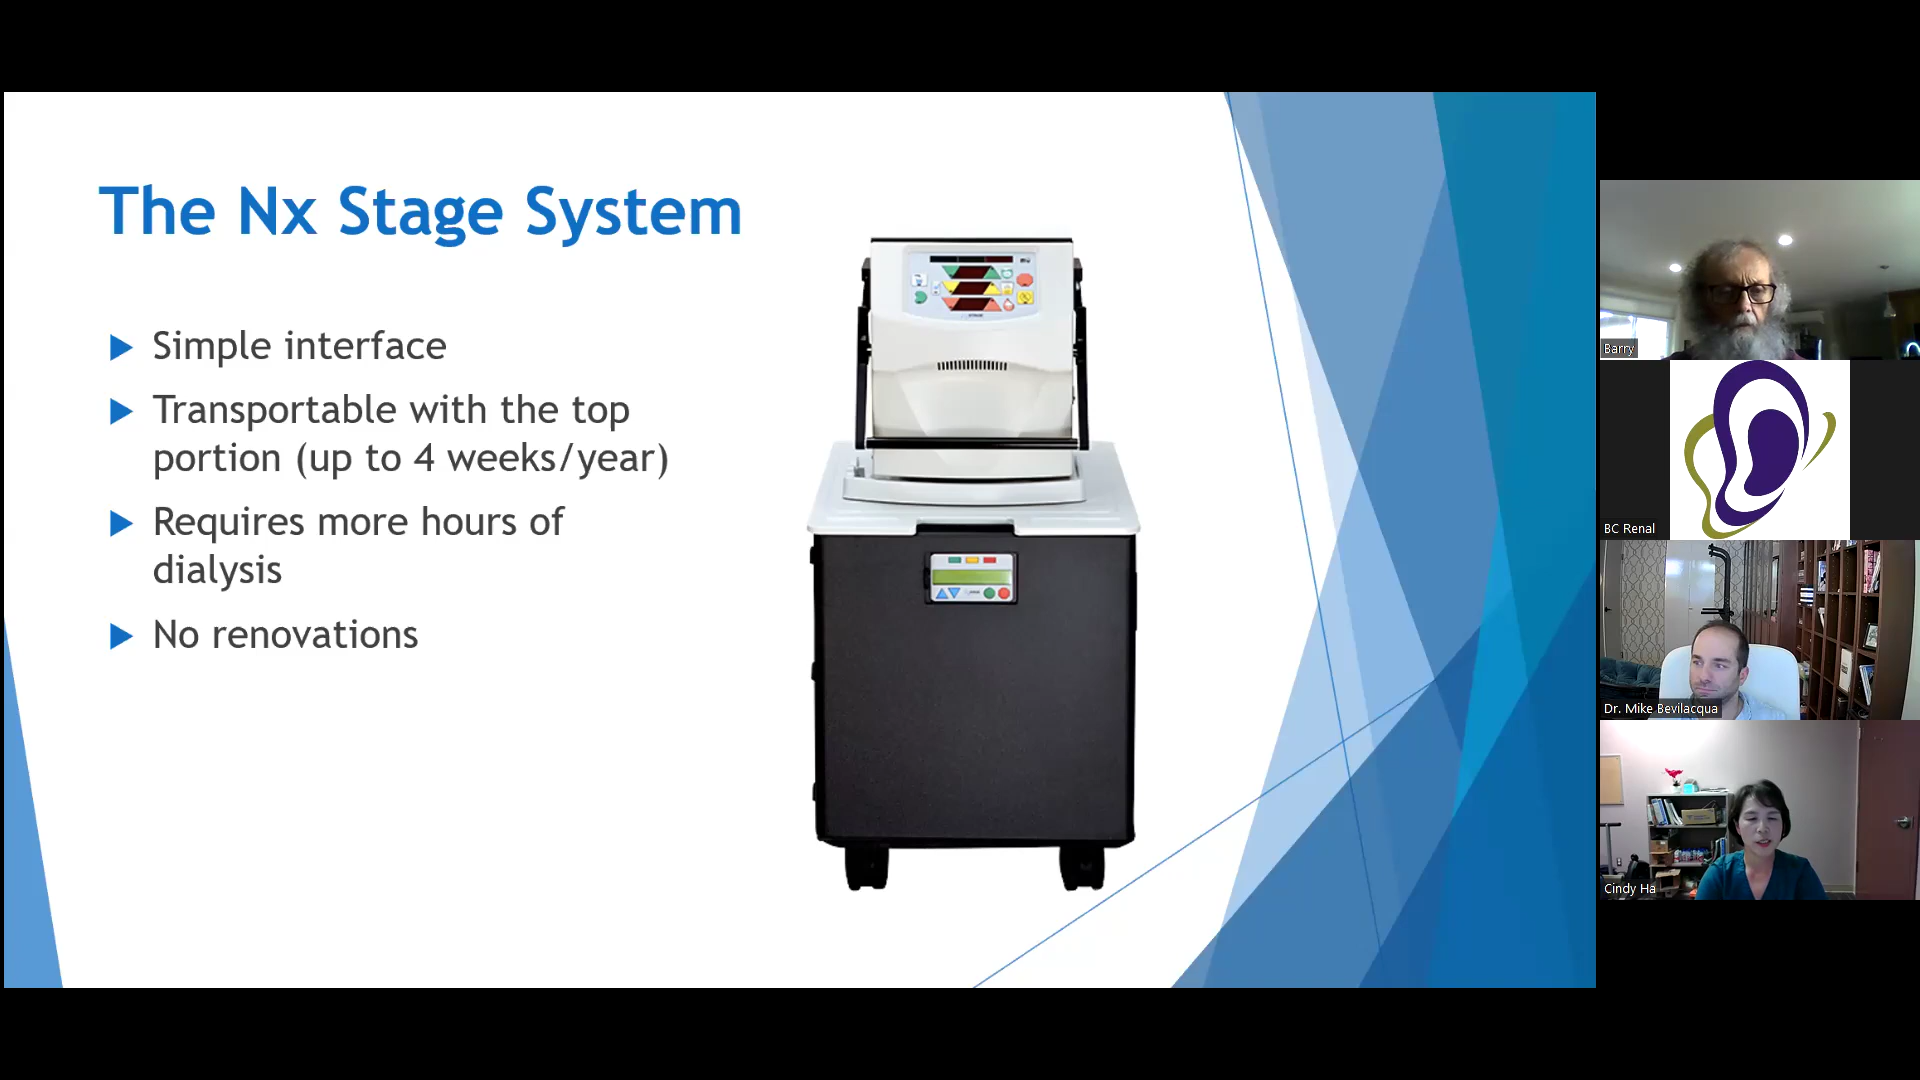 The Nx Stage System
Simple interface
Transportable with the top
portion (up to 4 weeks/year)
Requires more hours of
dialysis
No renovations
Barry
BC Renal
Dr. Mike Bevilacqua
Cindy Ha